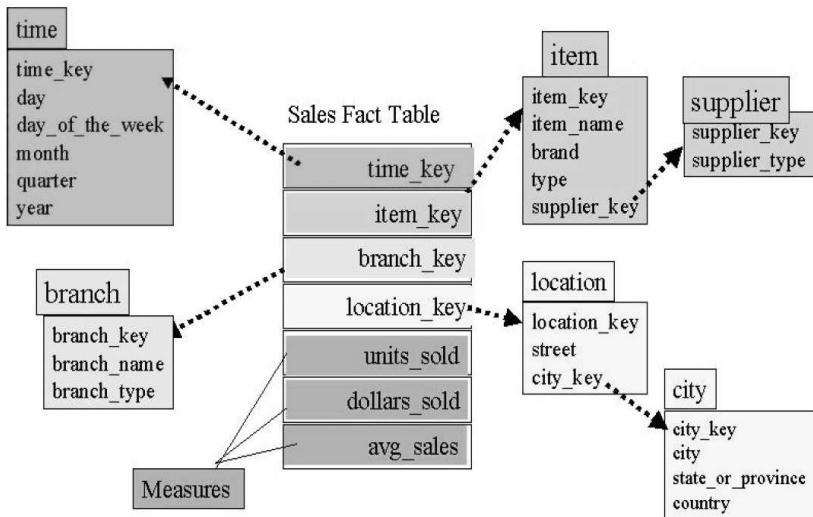 time
time_key
day
day_of_the_week
month
quarter
year
Sales Fact Table
time_key
item_key
branch_key
location_key
units_sold
dollars_sold
avg_sales
Measures
branch
branch_key
branch_name
branch_type
item
item_key
item_name
brand
type
supplier_key
supplier
supplier_key
supplier_type
location
location_key
street
city_key
city
city_key
city
state_or_province
country